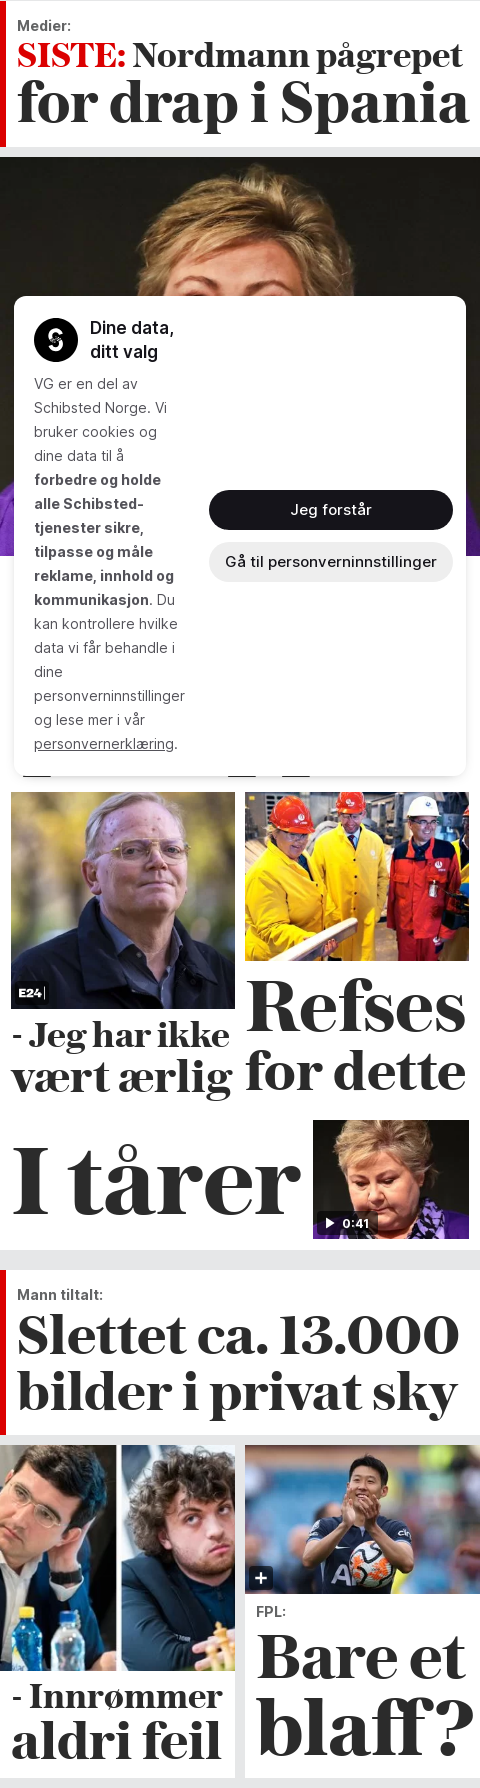 Medier:
SISTE: Nordmann pågrepet
for drap i Spania
Dine data,
ditt valg
VG er en del av
Schibsted Norge. Vi
bruker cookies og
dine data til å
forbedre og holde
alle Schibsted-
tjenester sikre,
tilpasse og måle
reklame, innhold og
kommunikasjon. Du
kan kontrollere hvilke
data vi får behandle i
dine
personverninnstillinger
og lese mer i vår
personvernerklæring.
Jeg forstår
Gå til personverninnstillinger
E24
- Jeg har ikke
vært ærlig
Refses
for dette
I tårer
0:41
Mann tiltalt:
Slettet ca. 13.000
bilder i privat sky
- Innrømmer
aldri feil
FPL:
Bare et
blaff?